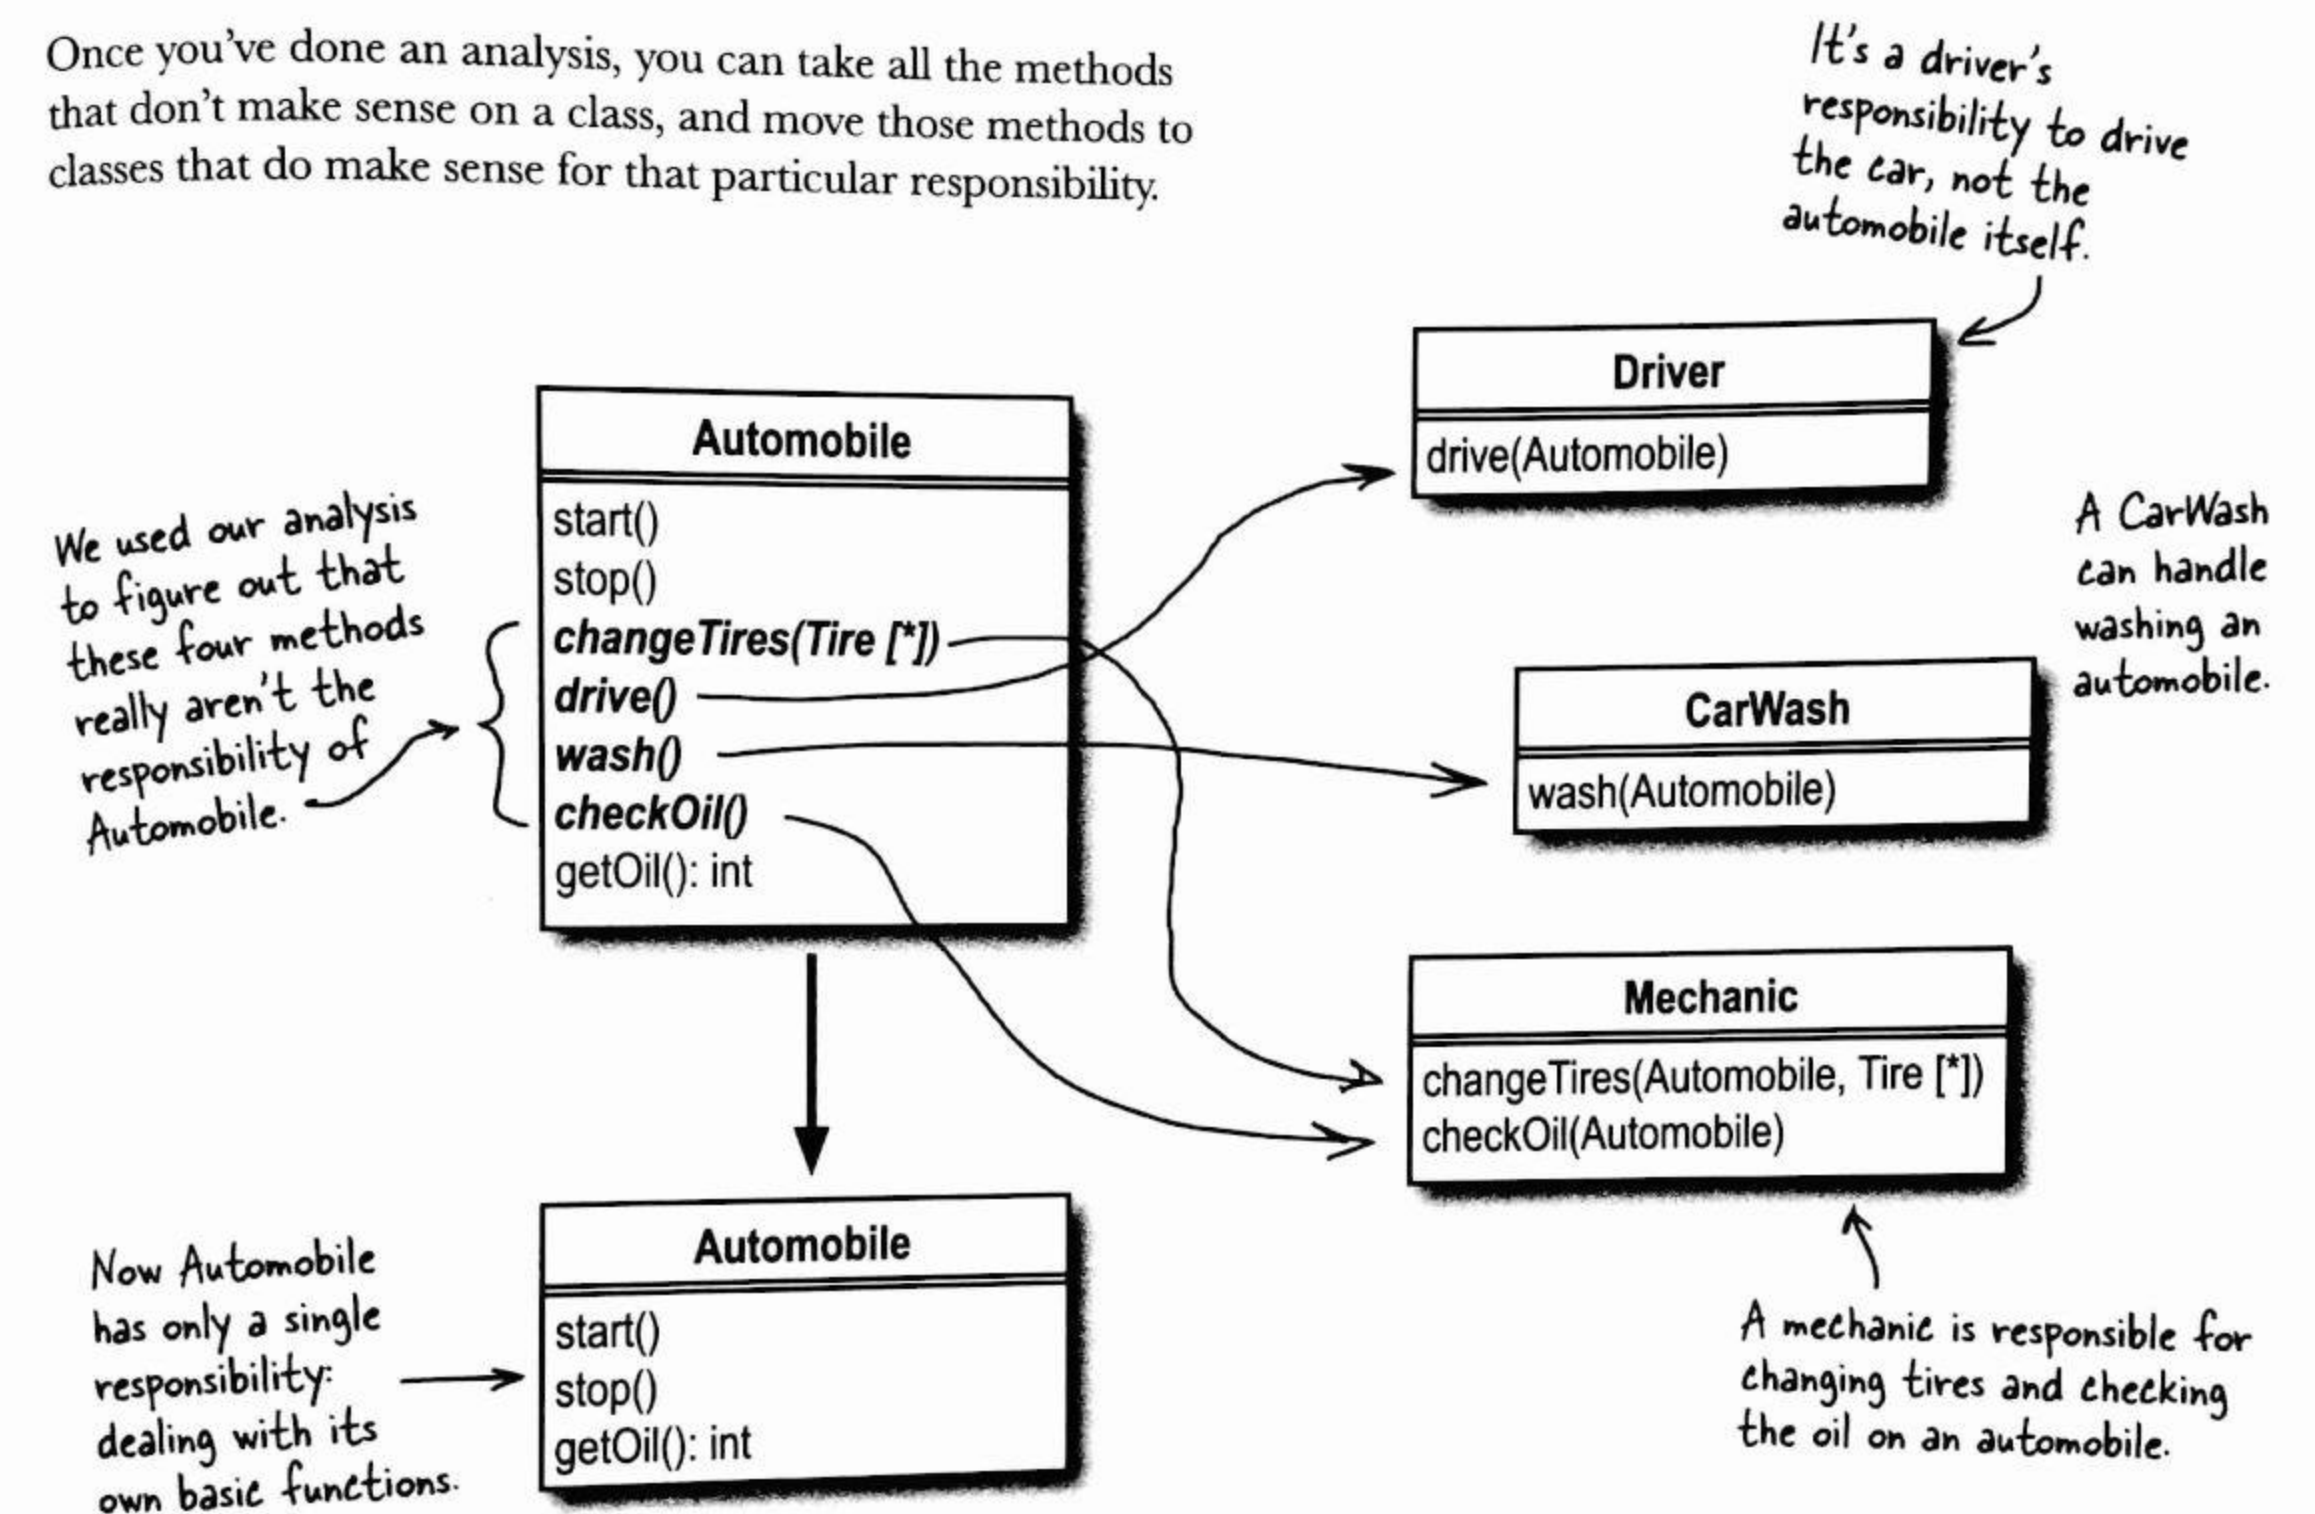 Once you've done an analysis, you can take all the methods
that don't make sense on a class, and move those methods to
classes that do make sense for that particular responsibility.
It's a driver's
responsibility to drive
the car, not the
automobile itself.
Driver
drive(Automobile)
Automobile
start()
stop()
changeTires(Tire [*])
drive()
wash()
checkOil()
getOil(): int
We used our analysis
to figure out that
these four methods
really aren't the
responsibility of
Automobile.
A CarWash
can handle
washing an
automobile.
CarWash
wash(Automobile)
Mechanic
changeTires(Automobile, Tire [*])
checkOil(Automobile)
Now Automobile
has only a single
responsibility:
dealing with its
own basic functions.
Automobile
start()
stop()
getOil(): int
A mechanic is responsible for
changing tires and checking
the oil on an automobile.